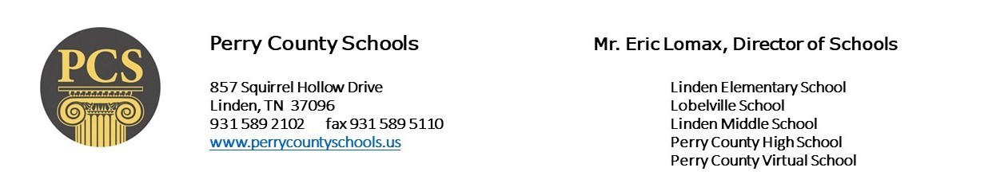 PCS
Perry County Schools
857 Squirrel Hollow Drive
Linden, TN 37096
931 589 2102 fax 931 589 5110
www.perrycountyschools.us
Mr. Eric Lomax, Director of Schools
Linden Elementary School
Lobelville School
Linden Middle School
Perry County High School
Perry County Virtual School